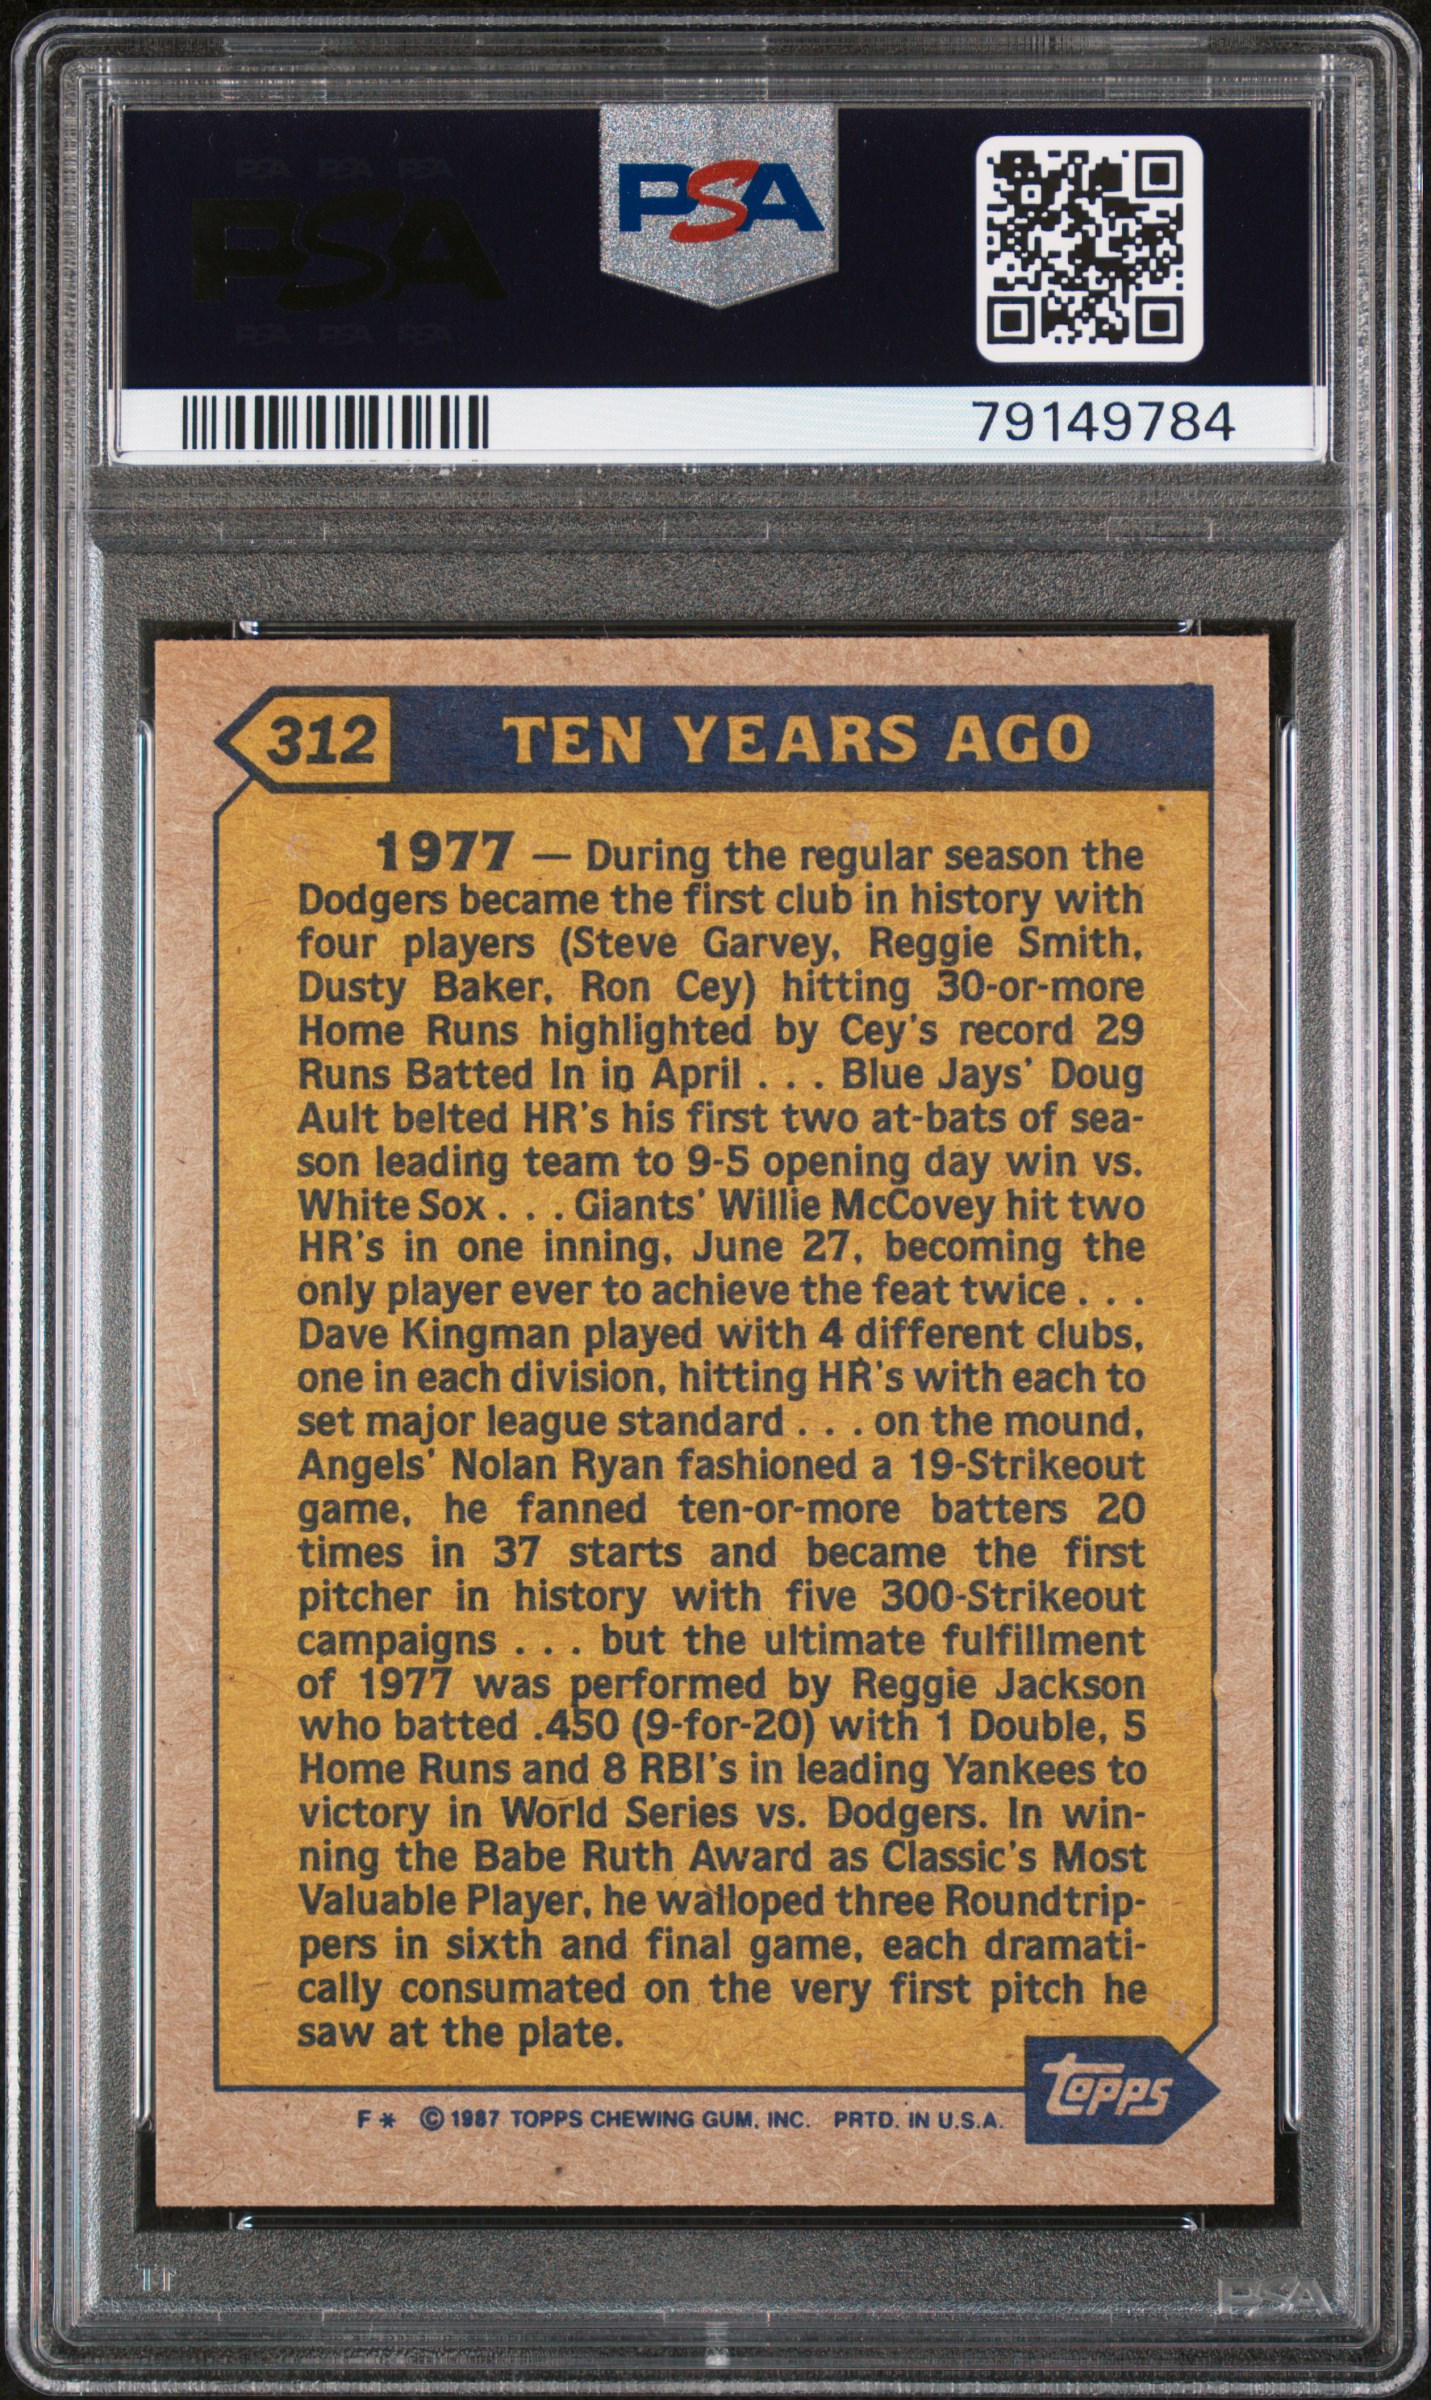 PSA PSA PSA
PSA
PSA PSA PSA
PSA
79149784
312 TEN YEARS AGO
1977 — During the regular season the
Dodgers became the first club in history with
four players (Steve Garvey, Reggie Smith,
Dusty Baker, Ron Cey) hitting 30-or-more
Home Runs highlighted by Cey's record 29
Runs Batted In in April . . . Blue Jays' Doug
Ault belted HR's his first two at-bats of sea-
son leading team to 9-5 opening day win vs.
White Sox . . . Giants' Willie McCovey hit two
HR's in one inning, June 27, becoming the
only player ever to achieve the feat twice . . .
Dave Kingman played with 4 different clubs,
one in each division, hitting HR's with each to
set major league standard . . . on the mound,
Angels' Nolan Ryan fashioned a 19-Strikeout
game, he fanned ten-or-more batters 20
times in 37 starts and became the first
pitcher in history with five 300-Strikeout
campaigns . . . but the ultimate fulfillment
of 1977 was performed by Reggie Jackson
who batted .450 (9-for-20) with 1 Double, 5
Home Runs and 8 RBI's in leading Yankees to
victory in World Series vs. Dodgers. In win-
ning the Babe Ruth Award as Classic's Most
Valuable Player, he walloped three Roundtrip-
pers in sixth and final game, each dramati-
cally consumated on the very first pitch he
saw at the plate.
topps
F * © 1987 TOPPS CHEWING GUM, INC. PRTD. IN U.S.A.
PSA